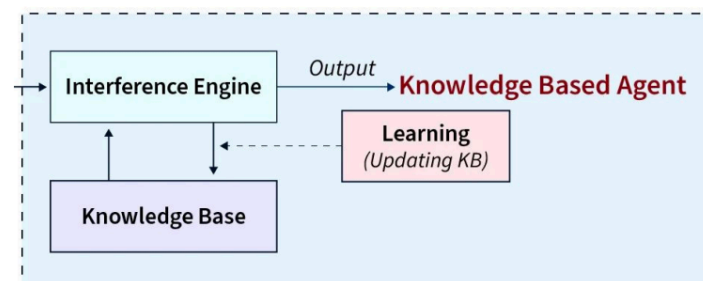 Output
Interference Engine
Knowledge Based Agent
Learning
(Updating KB)
Knowledge Base